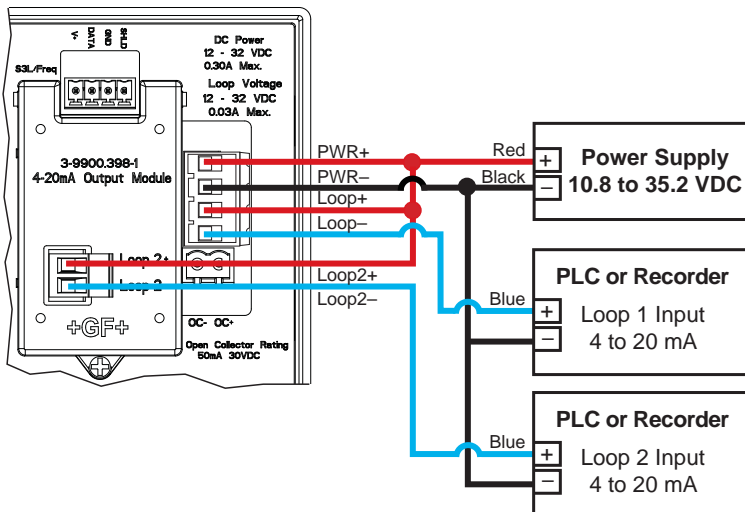 V+
DATA
GND
SHLD
S3L/Freq
DC Power
12 - 32 VDC
0.30A Max.
Loop Voltage
12 - 32 VDC
0.03A Max.
3-9900.398-1
4-20mA Output Module
Loop 2+
Loop 2-
+GF+
OC- OC+
Open Collector Rating
50mA 30VDC
PWR+
PWR–
Loop+
Loop–
Loop2+
Loop2–
Red
Black
+
–
Power Supply
10.8 to 35.2 VDC
PLC or Recorder
Blue
+
–
Loop 1 Input
4 to 20 mA
PLC or Recorder
Blue
+
–
Loop 2 Input
4 to 20 mA